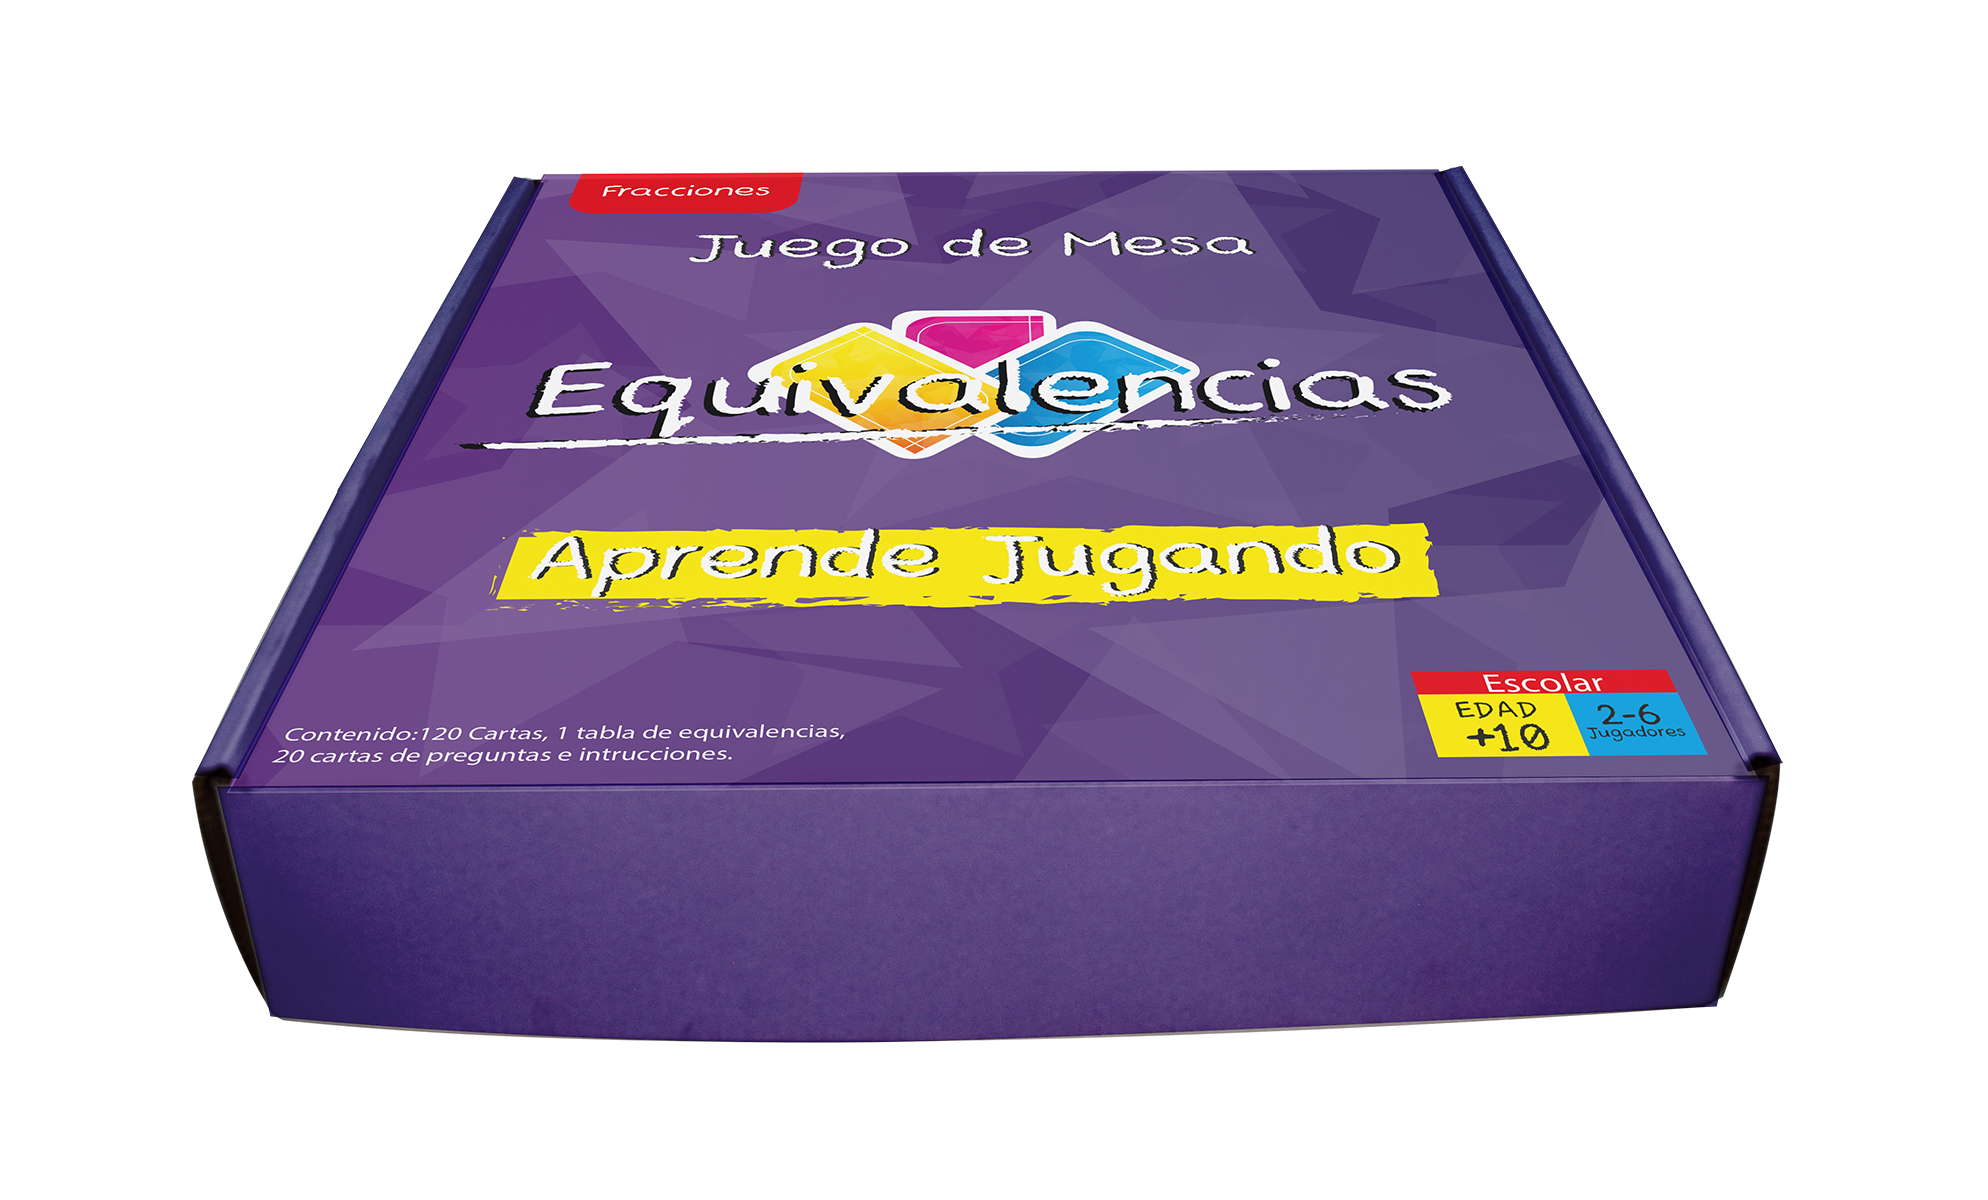 Fracciones
Juego de Mesa
Equivalencias
Aprende Jugando
Contenido:120 Cartas, 1 tabla de equivalencias,
20 cartas de preguntas e intrucciones.
Escolar
EDAD
+10
2-6
Jugadores